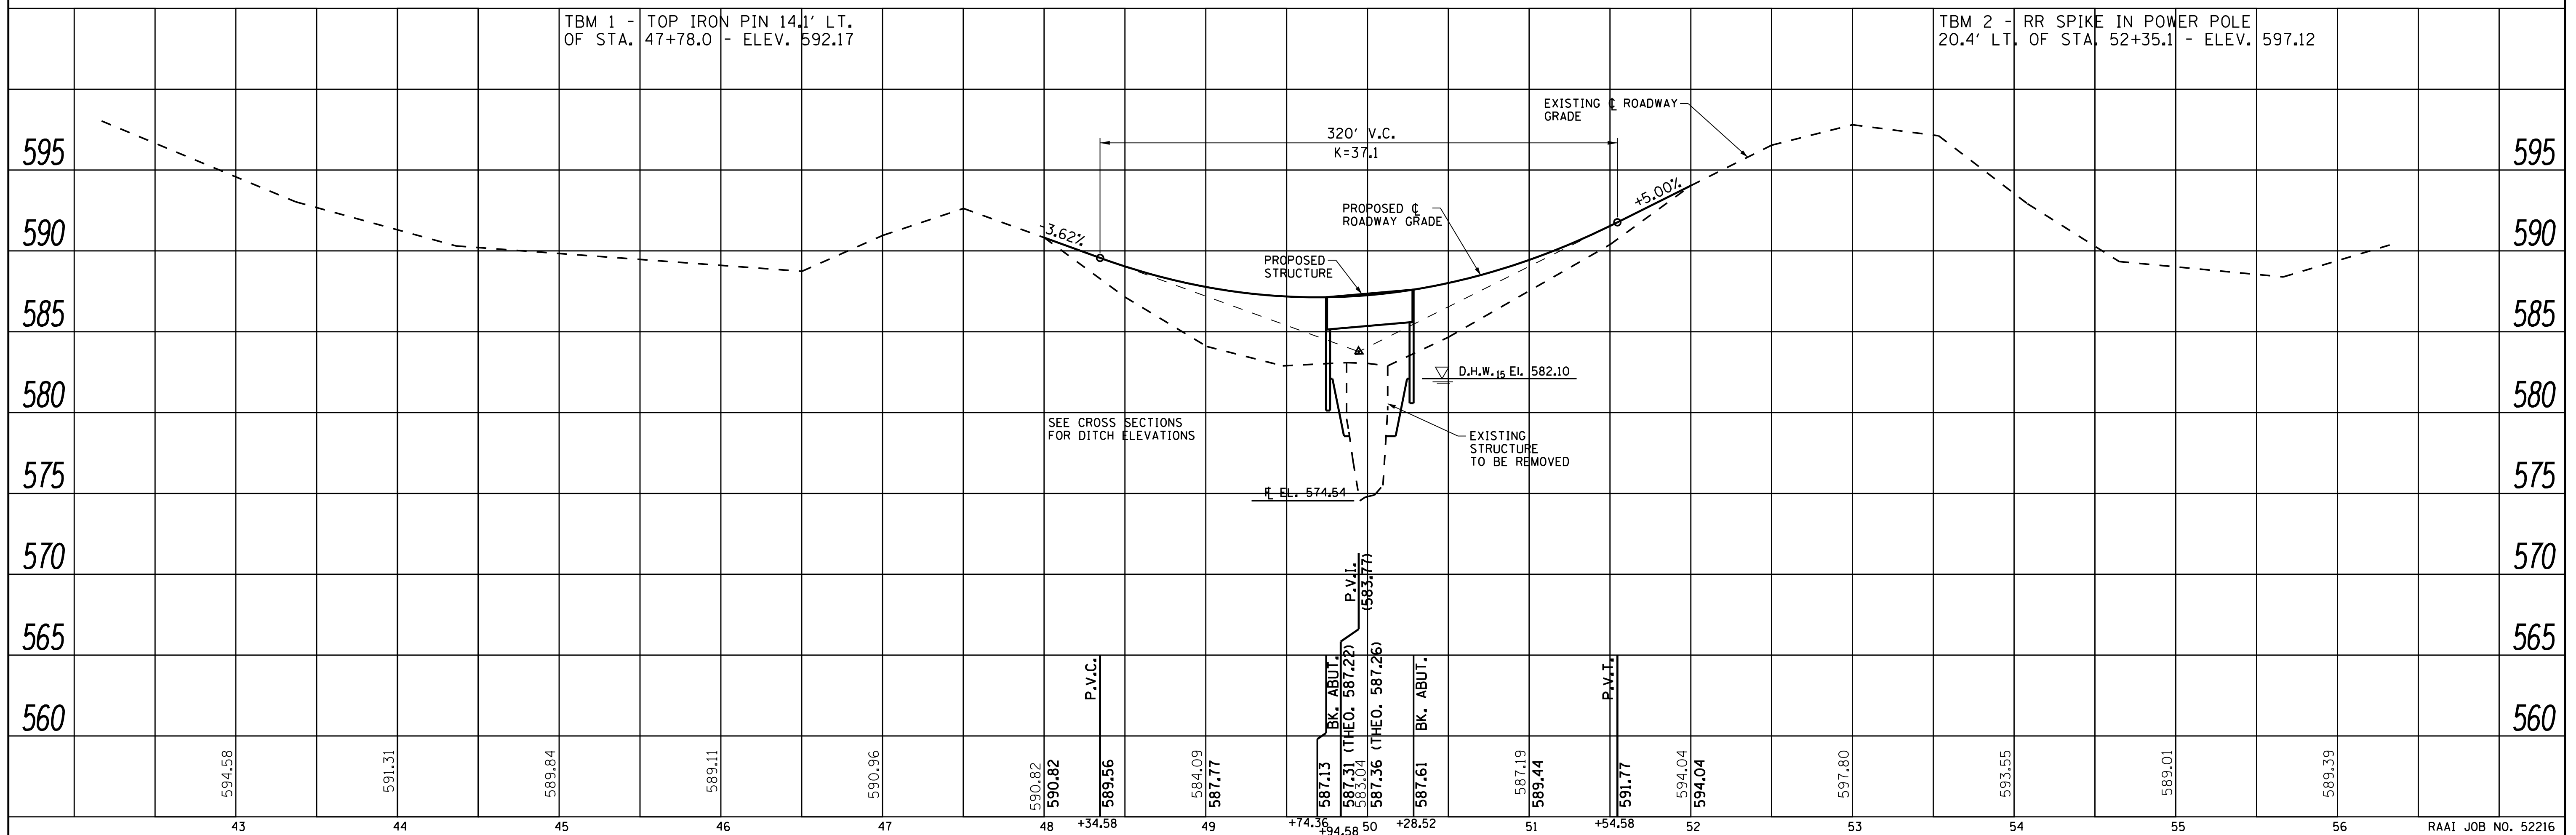 TBM 1 - TOP IRON PIN 14.1' LT.
OF STA. 47+78.0 - ELEV. 592.17
TBM 2 - RR SPIKE IN POWER POLE
20.4' LT. OF STA. 52+35.1 - ELEV. 597.12
EXISTING ℄ ROADWAY
GRADE
320' V.C.
K=37.1
595
595
+5.00%
PROPOSED ℄
ROADWAY GRADE
-3.62%
590
590
PROPOSED
STRUCTURE
585
585
D.H.W.15 El. 582.10
580
580
SEE CROSS SECTIONS
FOR DITCH ELEVATIONS
EXISTING
STRUCTURE
TO BE REMOVED
575
575
FL EL. 574.54
570
570
P.V.I.
(583.77)
565
565
P.V.C.
BK. ABUT.
(THEO. 587.22)
(THEO. 587.26)
BK. ABUT.
P.V.T.
560
560
594.58
591.31
589.84
589.11
590.96
590.82
590.82
589.56
584.09
587.77
587.13
587.31
583.04
587.36
587.61
587.19
589.44
591.77
594.04
594.04
597.80
593.55
589.01
589.39
43
44
45
46
47
48
+34.58
49
+74.36
+94.58
50
+28.52
51
+54.58
52
53
54
55
56
RAAI JOB NO. 52216